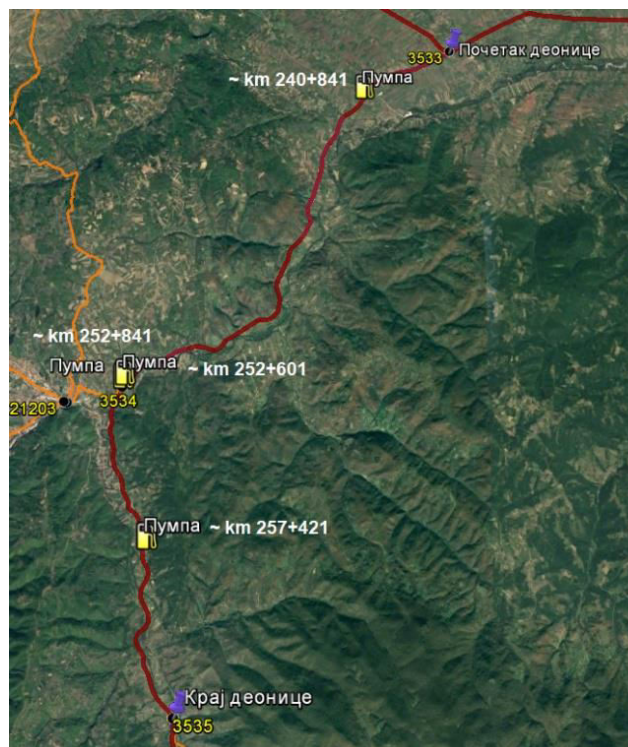 3533 Почетак деонице
~ km 240+841 Пумпа
~ km 252+841
Пумпа Пумпа ~ km 252+601
21203 3534
Пумпа ~ km 257+421
Крај деонице
3535